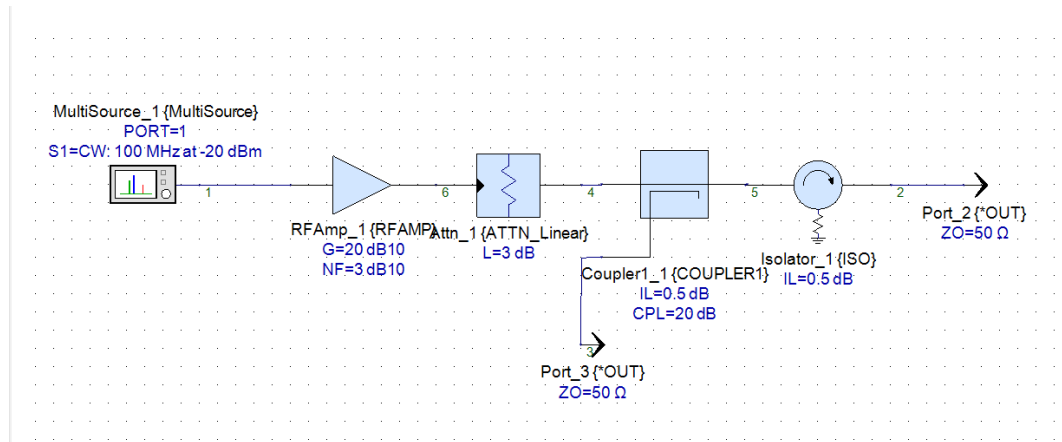 MultiSource_1 {MultiSource}
PORT=1
S1=CW: 100 MHz at -20 dBm
1
RFAmp_1 {RFAMP}
G=20 dB10
NF=3 dB10
6
Attn_1 {ATTN_Linear}
L=3 dB
4
Coupler1_1 {COUPLER1}
IL=0.5 dB
CPL=20 dB
5
Isolator_1 {ISO}
IL=0.5 dB
2
Port_2 {*OUT}
ZO=50 Ω
3
Port_3 {*OUT}
ZO=50 Ω